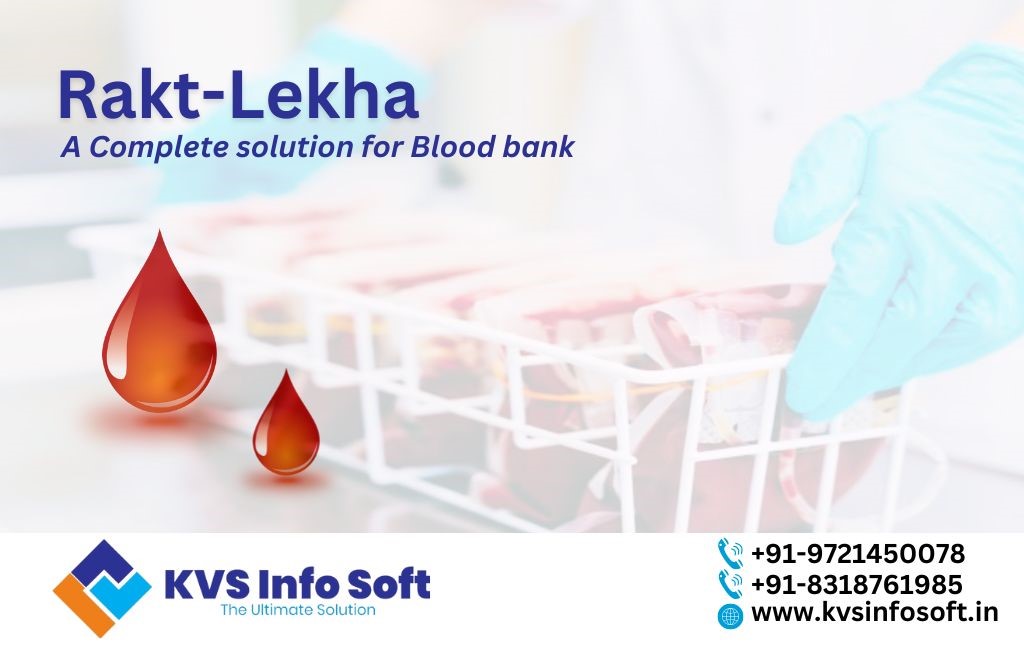 Rakt-Lekha
A Complete solution for Blood bank
KVS Info Soft
The Ultimate Solution
+91-9721450078
+91-8318761985
www.kvsinfosoft.in